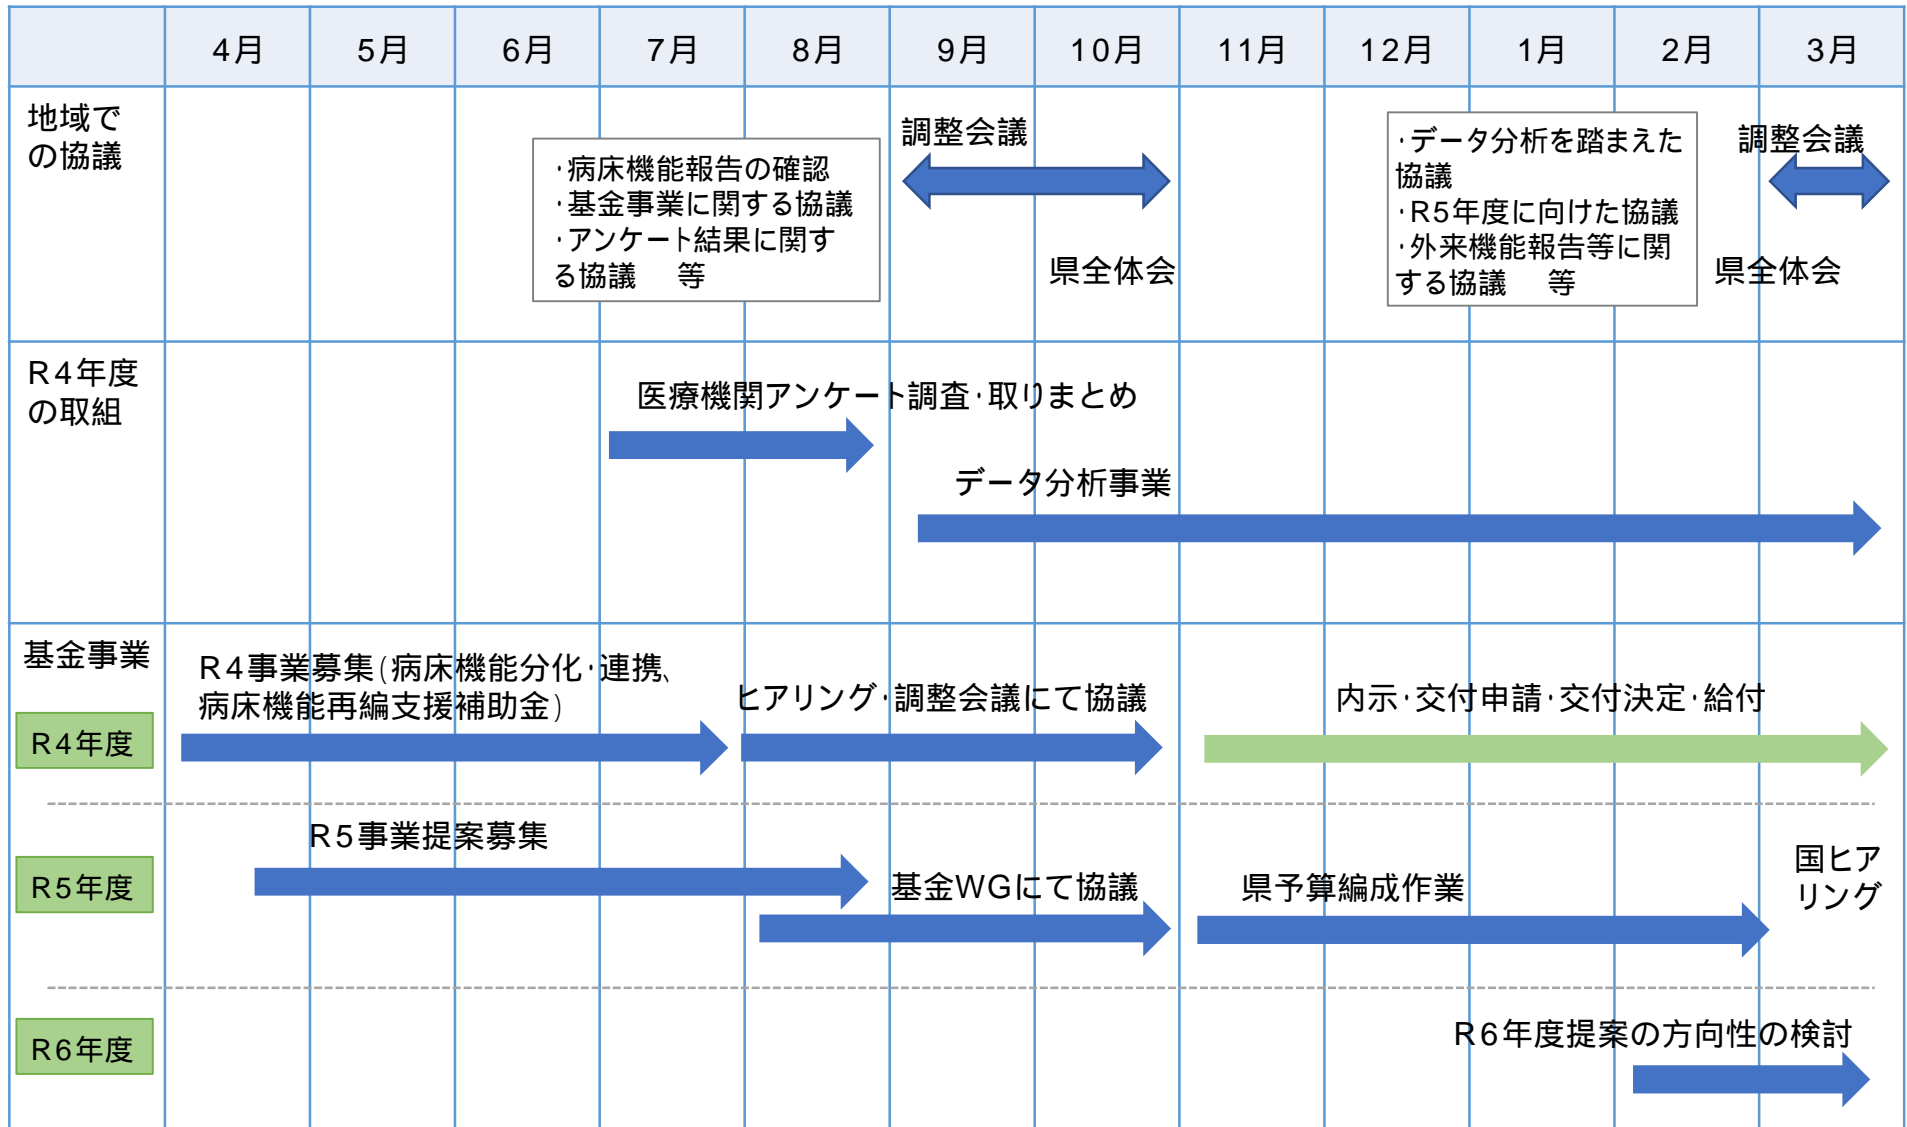 4月 5月 6月 7月 8月 9月 10月 11月 12月 1月 2月 3月
地域で
の協議
・病床機能報告の確認
・基金事業に関する協議
・アンケート結果に関す
る協議 等
調整会議
県全体会
・データ分析を踏まえた
協議
・R5年度に向けた協議
・外来機能報告等に関
する協議 等
調整会議
県全体会
R4年度
の取組
医療機関アンケート調査・取りまとめ
データ分析事業
基金事業
R4年度
R4事業募集(病床機能分化・連携、
病床機能再編支援補助金)
ヒアリング・調整会議にて協議
内示・交付申請・交付決定・給付
R5年度
R5事業提案募集
基金WGにて協議
県予算編成作業
国ヒア
リング
R6年度
R6年度提案の方向性の検討